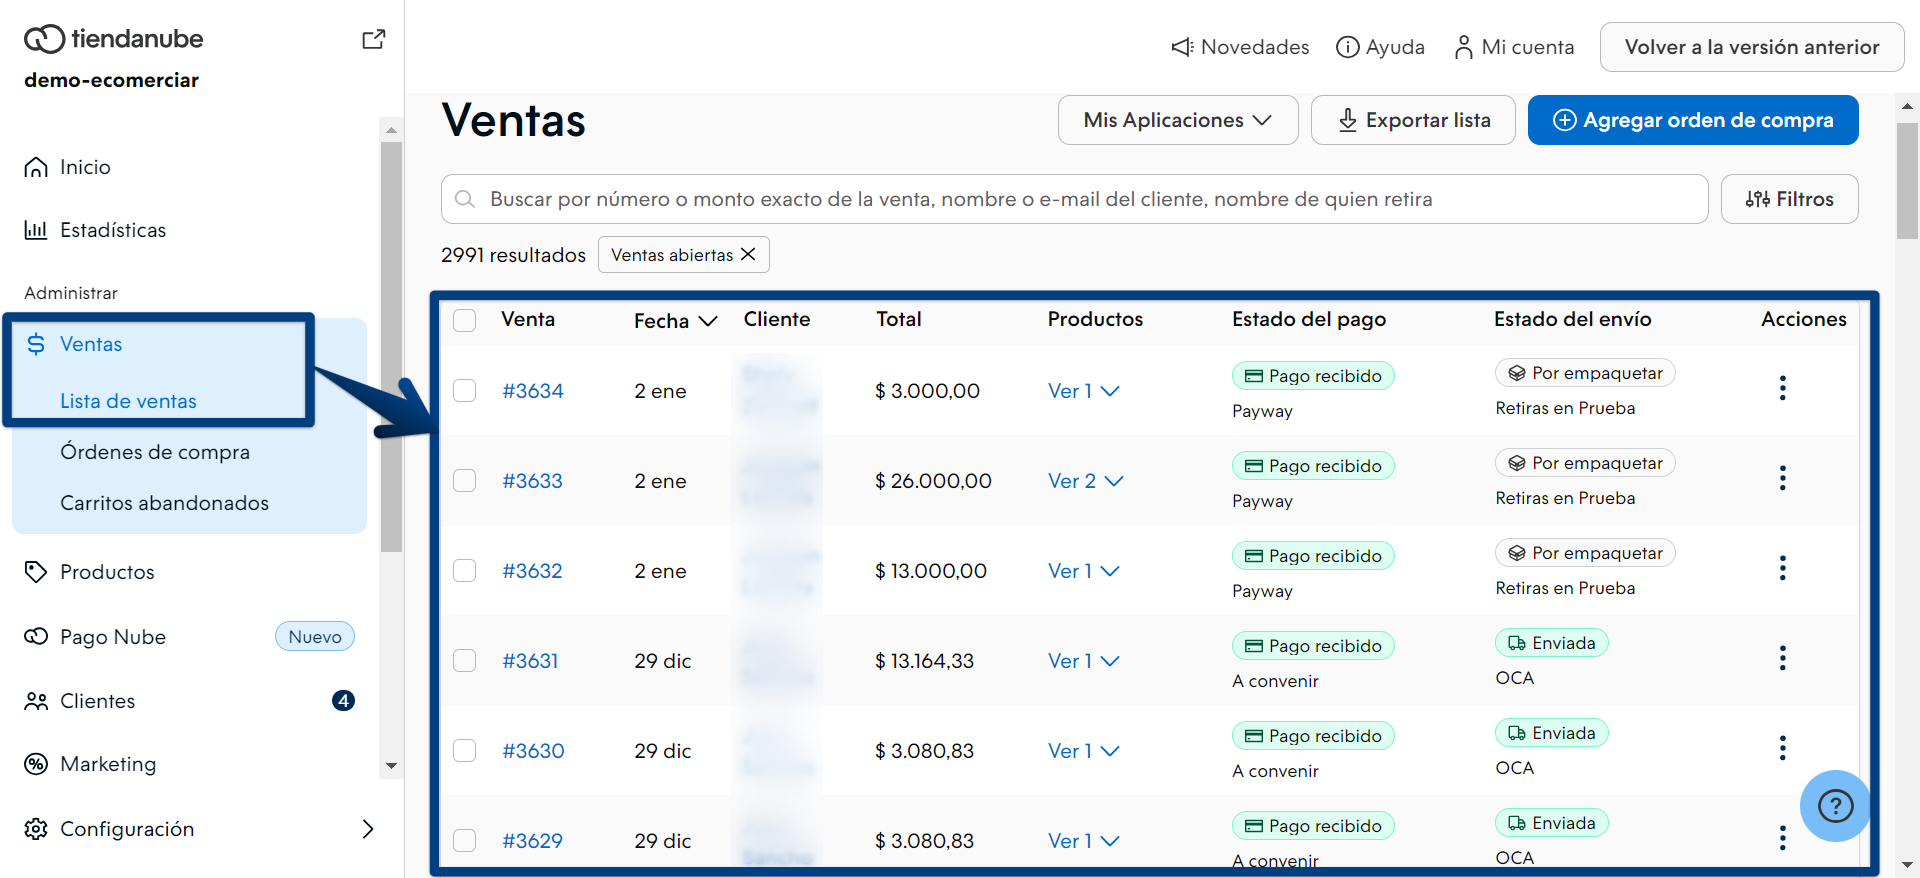 tiendanube
demo-ecomerciar
Novedades
Ayuda
Mi cuenta
Volver a la versión anterior
Inicio
Estadísticas
Administrar
Ventas
Lista de ventas
Órdenes de compra
Carritos abandonados
Productos
Pago Nube
Nuevo
Clientes
4
Marketing
Configuración
Ventas
Mis Aplicaciones
Exportar lista
Agregar orden de compra
Buscar por número o monto exacto de la venta, nombre o e-mail del cliente, nombre de quien retira
Filtros
2991 resultados
Ventas abiertas
Venta Fecha Cliente Total Productos Estado del pago Estado del envío Acciones
#3634 2 ene $ 3.000,00 Ver 1 Pago recibido Por empaquetar
Payway Retiras en Prueba
#3633 2 ene $ 26.000,00 Ver 2 Pago recibido Por empaquetar
Payway Retiras en Prueba
#3632 2 ene $ 13.000,00 Ver 1 Pago recibido Por empaquetar
Payway Retiras en Prueba
#3631 29 dic $ 13.164,33 Ver 1 Pago recibido Enviada
A convenir OCA
#3630 29 dic $ 3.080,83 Ver 1 Pago recibido Enviada
A convenir OCA
#3629 29 dic $ 3.080,83 Ver 1 Pago recibido Enviada
A convenir OCA